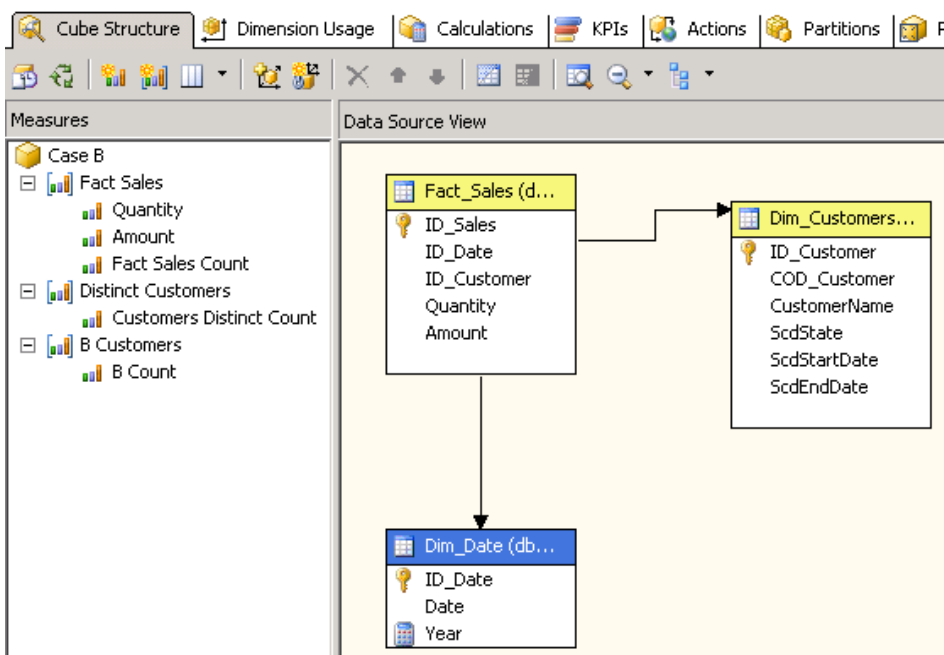 Cube Structure Dimension Usage Calculations KPIs Actions Partitions P
Measures
Case B
Fact Sales
Quantity
Amount
Fact Sales Count
Distinct Customers
Customers Distinct Count
B Customers
B Count
Data Source View
Fact_Sales (d...
ID_Sales
ID_Date
ID_Customer
Quantity
Amount
Dim_Customers...
ID_Customer
COD_Customer
CustomerName
ScdState
ScdStartDate
ScdEndDate
Dim_Date (db...
ID_Date
Date
Year